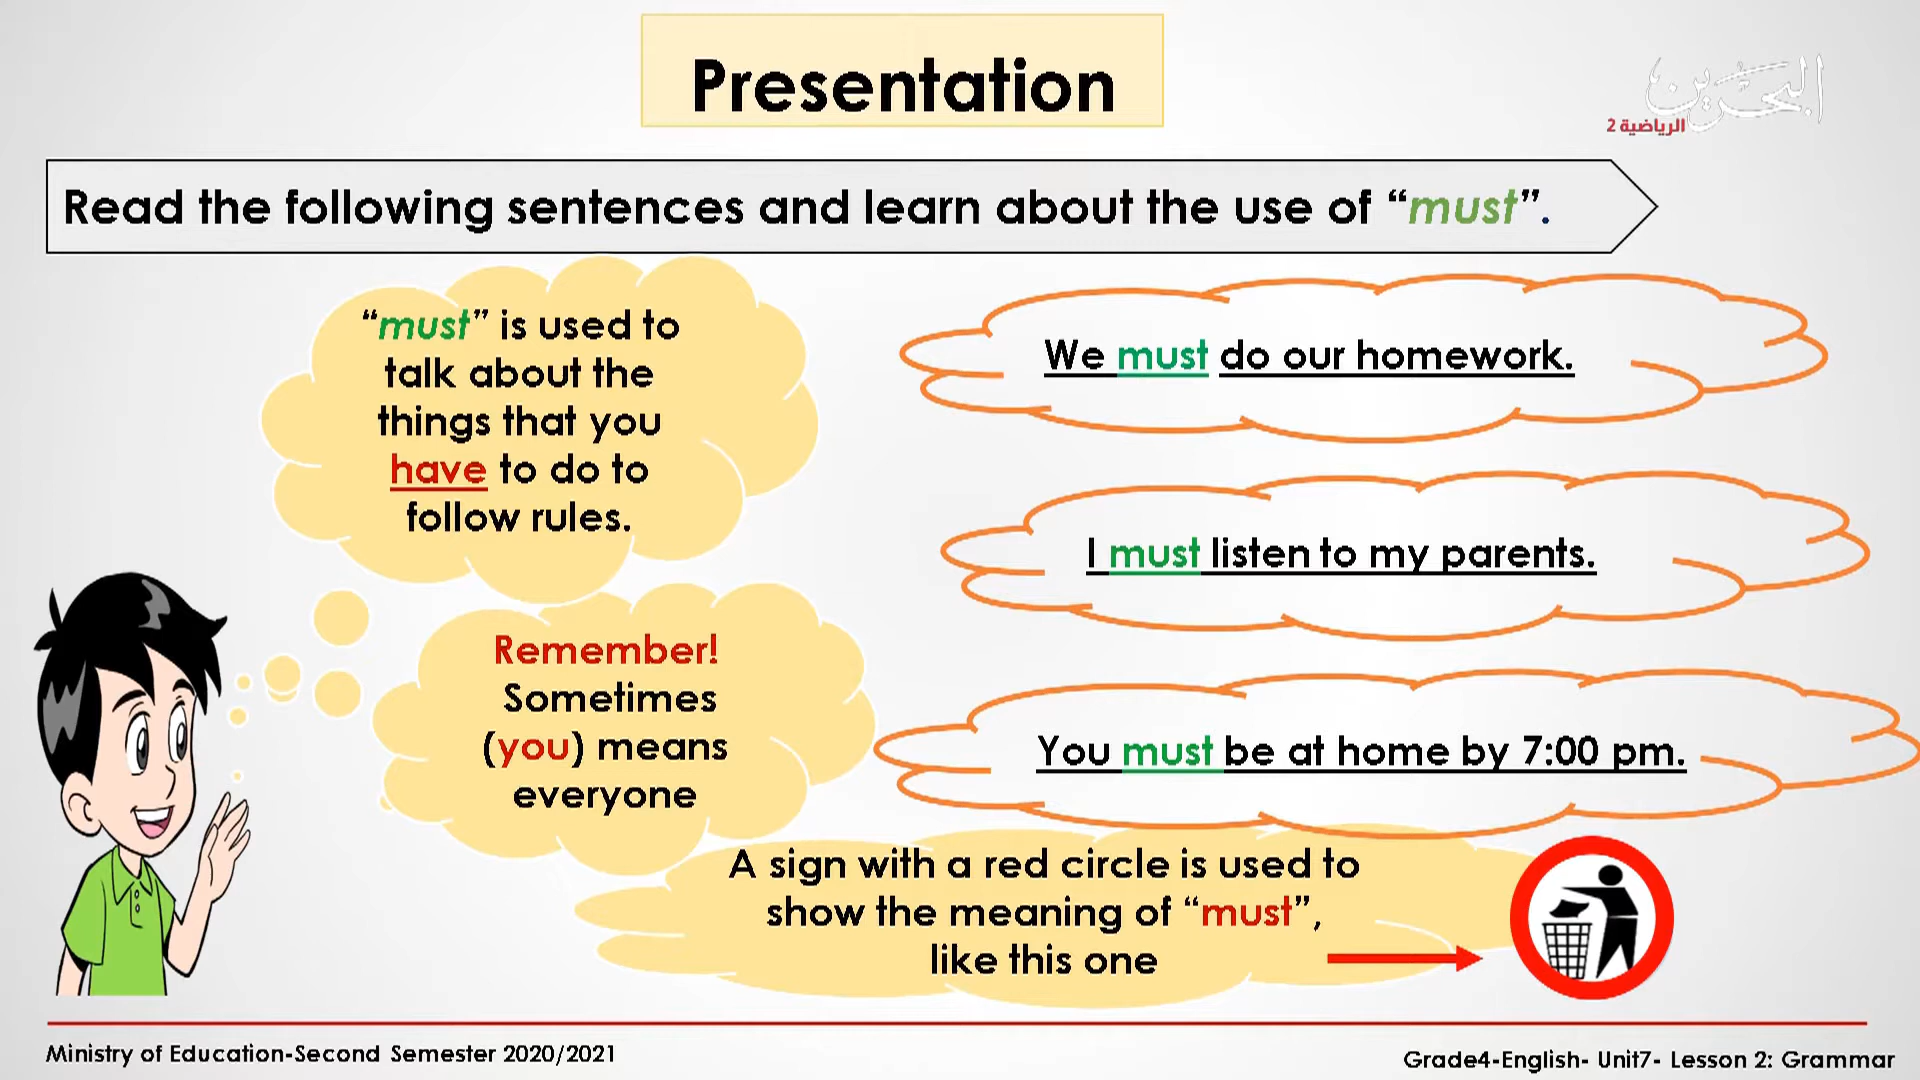 Presentation
البحرين
الرياضية 2
Read the following sentences and learn about the use of “must”.
“must” is used to
talk about the
things that you
have to do to
follow rules.
We must do our homework.
I must listen to my parents.
Remember!
Sometimes
(you) means
everyone
You must be at home by 7:00 pm.
A sign with a red circle is used to
show the meaning of “must”,
like this one
Ministry of Education-Second Semester 2020/2021
Grade4-English- Unit7- Lesson 2: Grammar